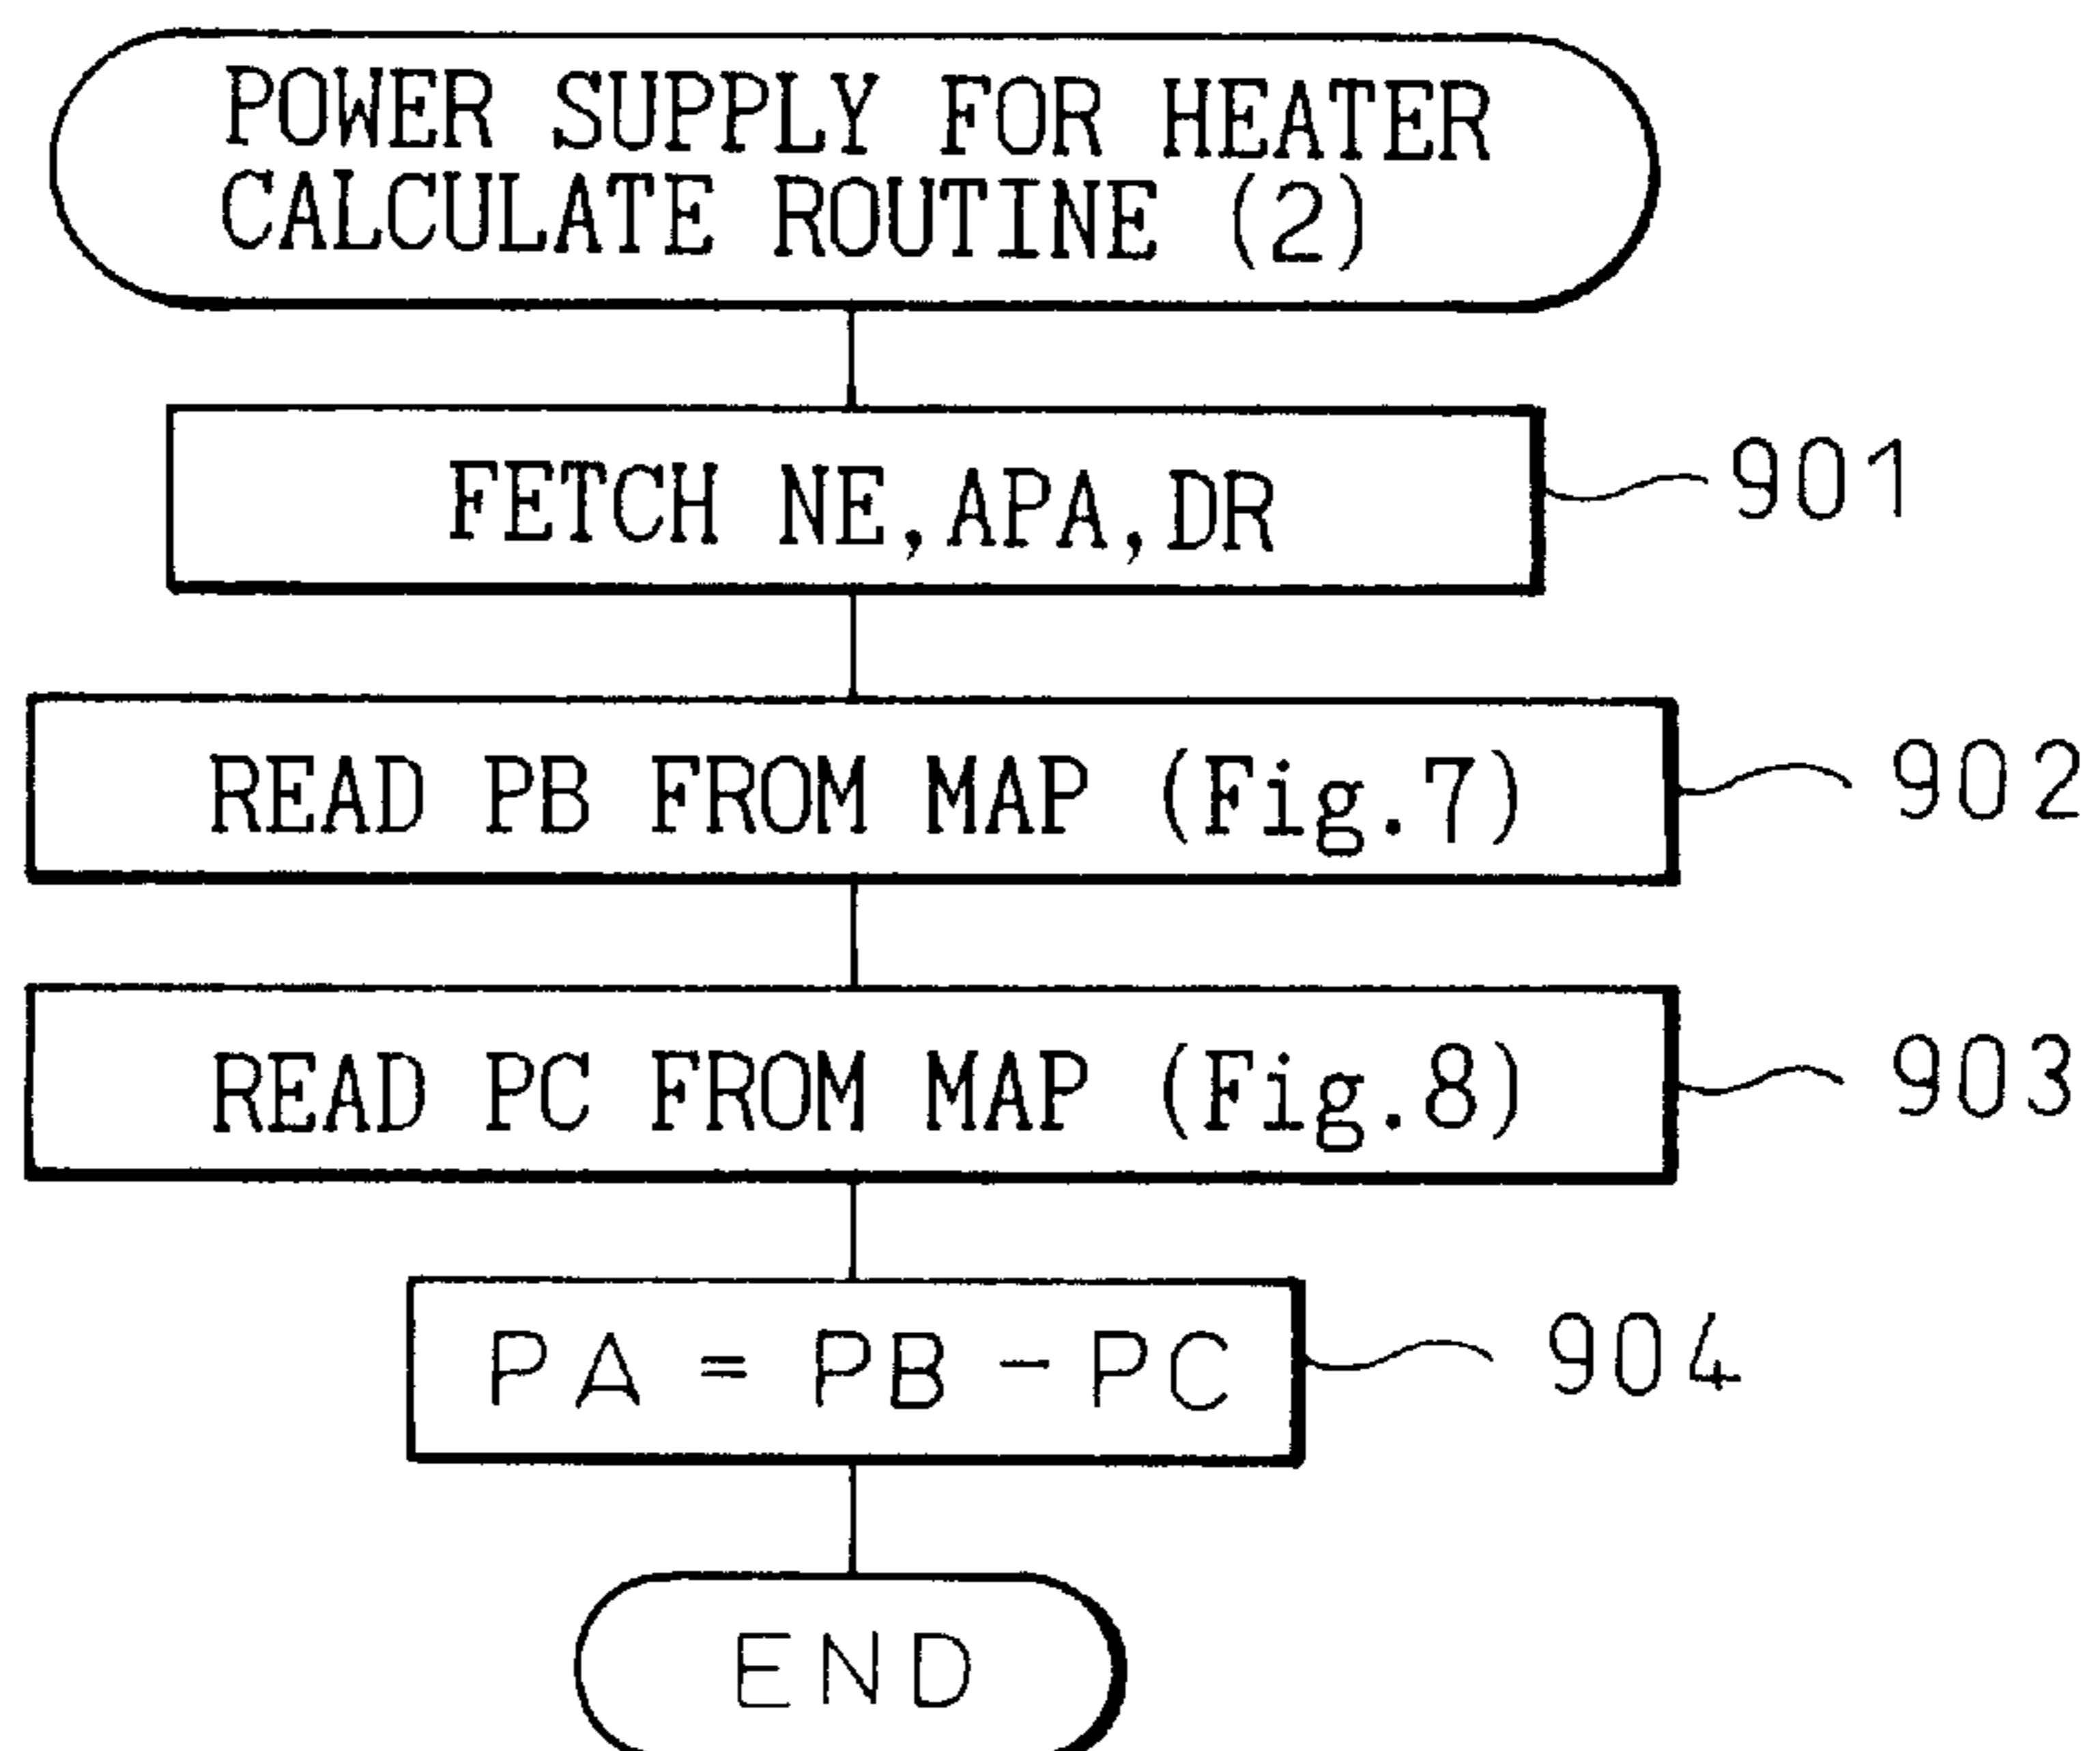 POWER SUPPLY FOR HEATER
CALCULATE ROUTINE (2)
FETCH NE,APA,DR
901
READ PB FROM MAP (Fig.7)
902
READ PC FROM MAP (Fig.8)
903
PA = PB - PC
904
END